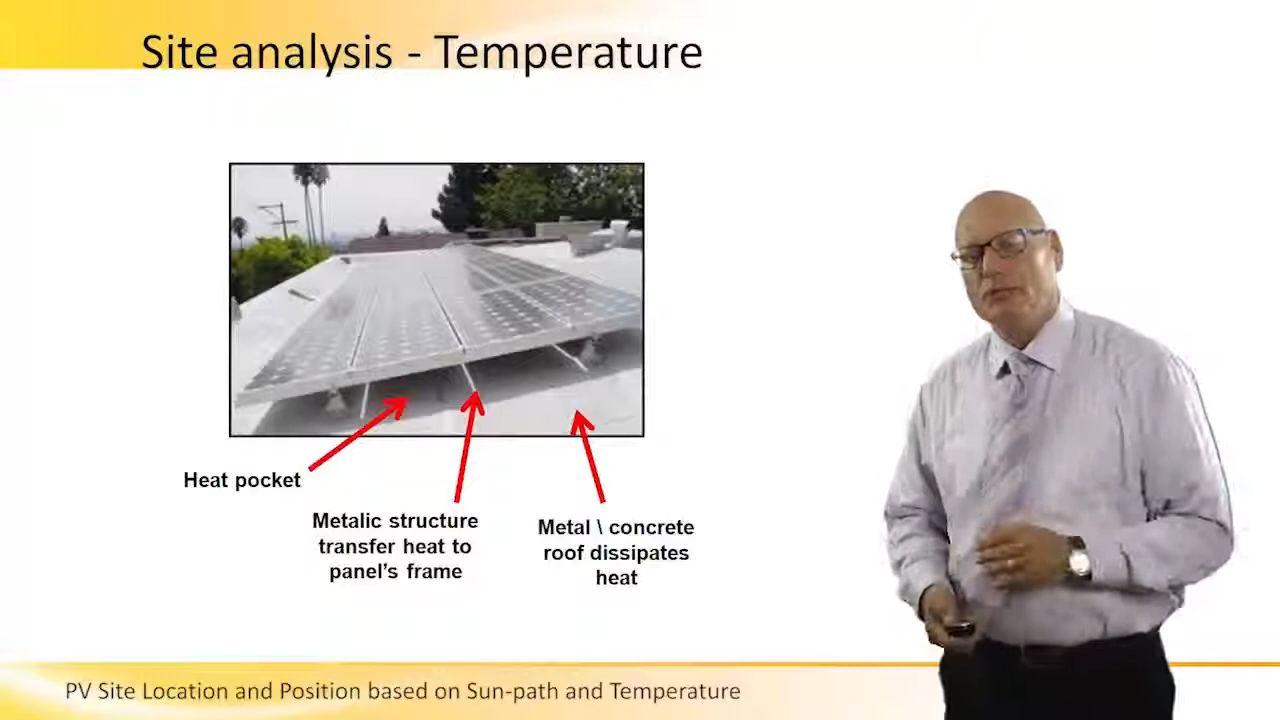 Site analysis - Temperature
Heat pocket
Metalic structure
transfer heat to
panel's frame
Metal \ concrete
roof dissipates
heat
PV Site Location and Position based on Sun-path and Temperature